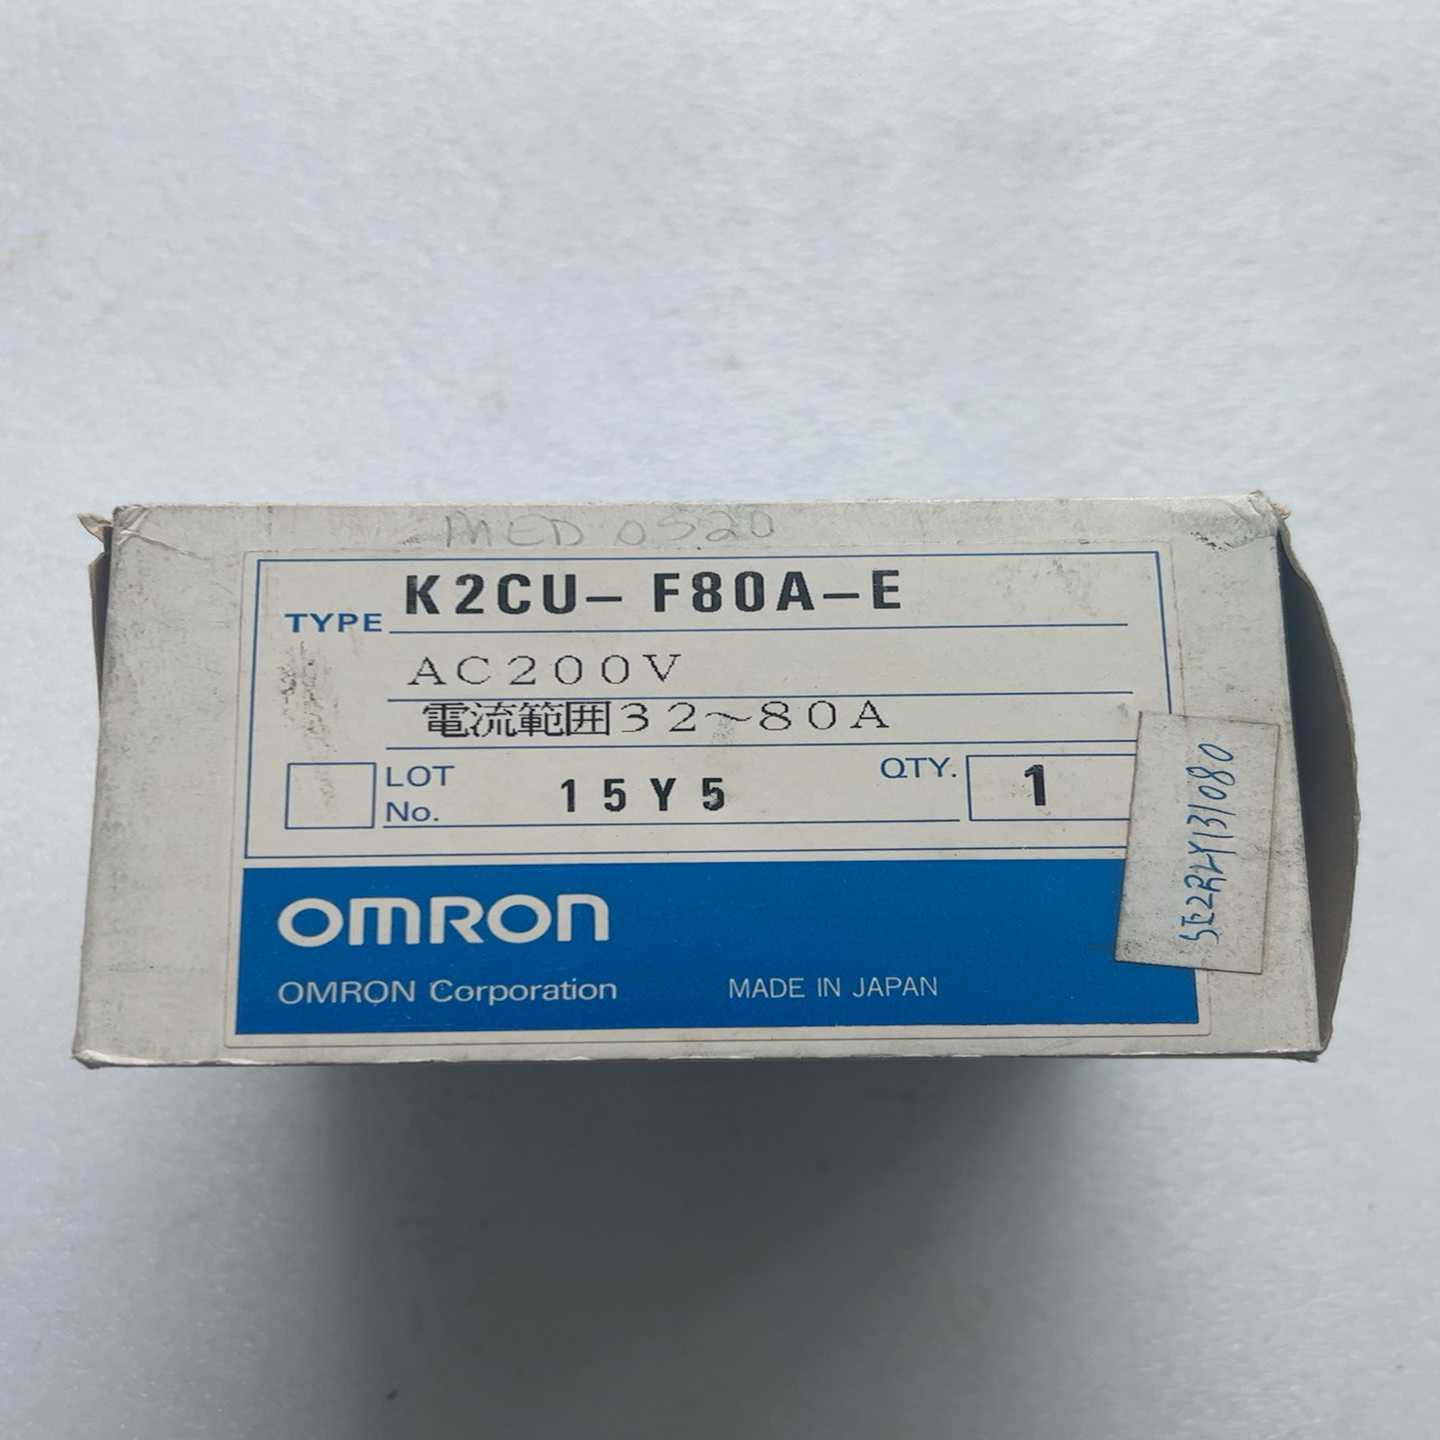 MED 0520
TYPE K2CU-F80A-E
AC200V
電流範囲32~80A
LOT No. 15Y5 QTY. 1
OMRON
OMRON Corporation MADE IN JAPAN
SE2RLY131080